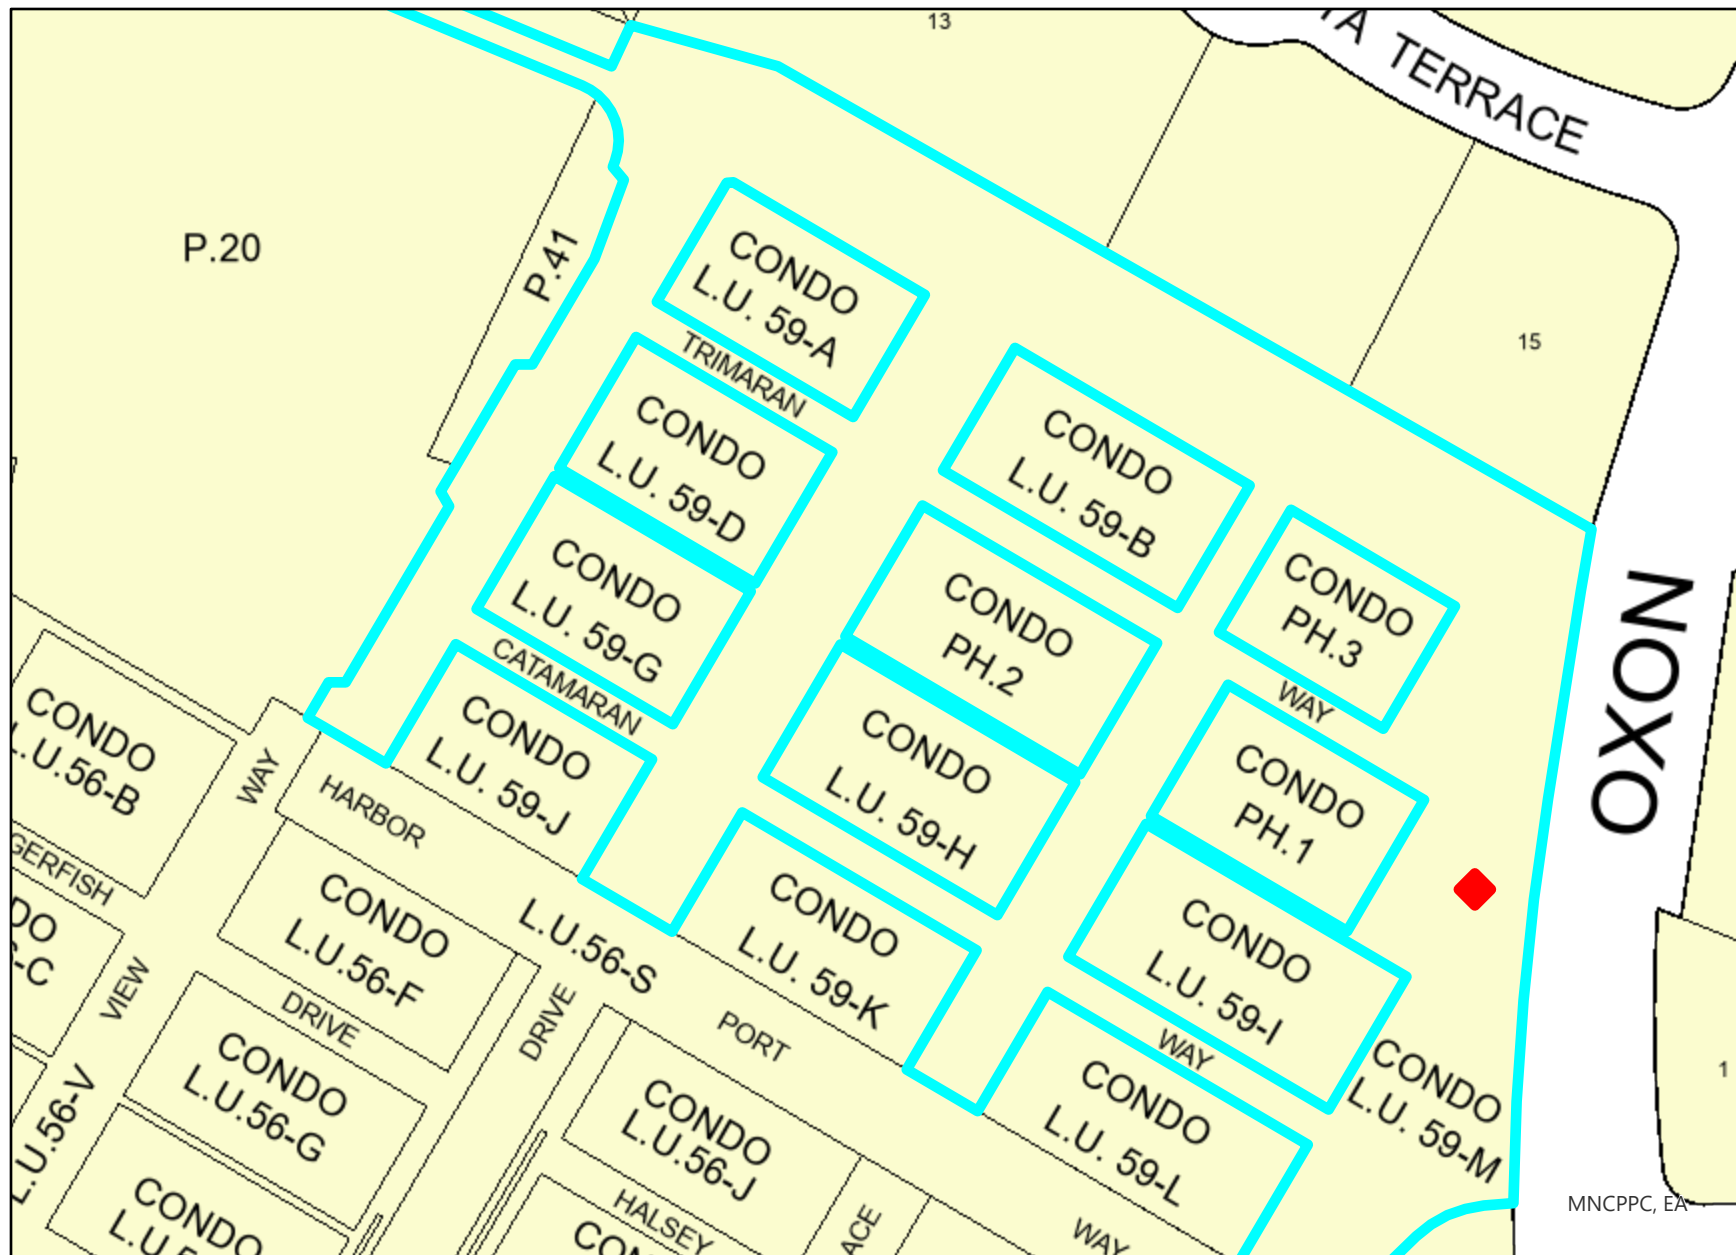 13
TERRACE
P.20
P.41
15
CONDO
L.U. 59-A
TRIMARAN
CONDO
L.U. 59-D
CONDO
L.U. 59-B
CONDO
L.U. 59-G
CONDO
PH.2
CONDO
PH.3
NOXO
CATAMARAN
WAY
CONDO
L.U. 59-J
CONDO
L.U. 59-H
CONDO
PH.1
CONDO
L.U.56-B
WAY
HARBOR
CONDO
L.U. 59-K
CONDO
L.U. 59-I
CONDO
L.U.56-F
L.U.56-S
VIEW
DRIVE
DRIVE
PORT
WAY
CONDO
L.U. 59-M
CONDO
L.U. 59-L
CONDO
L.U.56-G
L.U.56-V
CONDO
L.U.56-J
1
CONDO
HALSEY
WAY
MNCPPC, EA